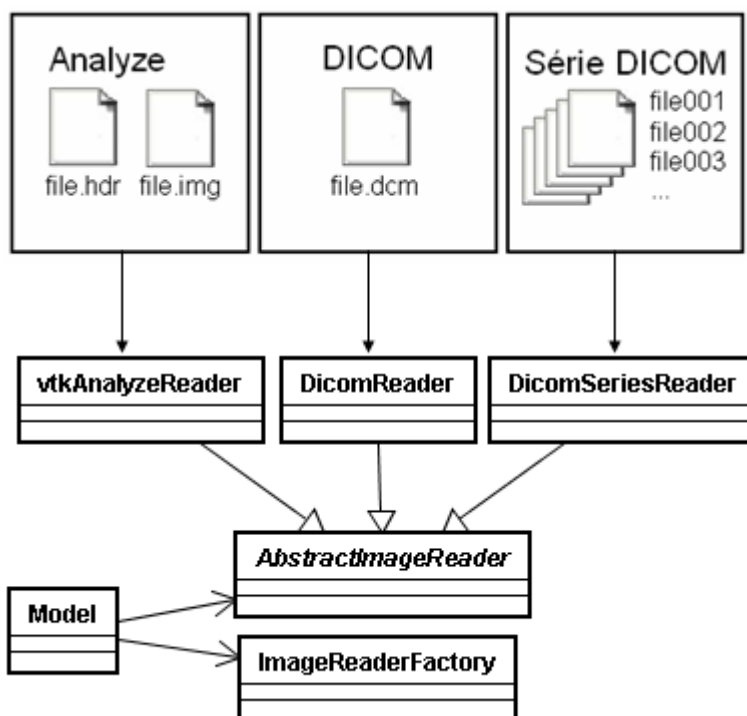 Analyze
file.hdr
file.img
DICOM
file.dcm
Série DICOM
file001
file002
file003
...
vtkAnalyzeReader
DicomReader
DicomSeriesReader
AbstractImageReader
Model
ImageReaderFactory